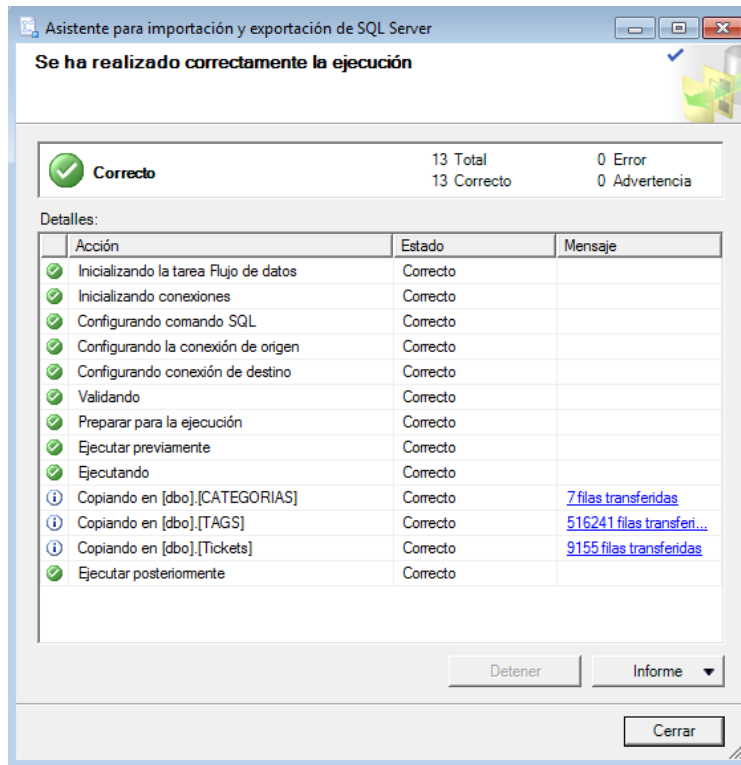 Asistente para importación y exportación de SQL Server
Se ha realizado correctamente la ejecución
Correcto
13 Total 0 Error
13 Correcto 0 Advertencia
Detalles:
Acción Estado Mensaje
Inicializando la tarea Flujo de datos Correcto
Inicializando conexiones Correcto
Configurando comando SQL Correcto
Configurando la conexión de origen Correcto
Configurando conexión de destino Correcto
Validando Correcto
Preparar para la ejecución Correcto
Ejecutar previamente Correcto
Ejecutando Correcto
Copiando en [dbo].[CATEGORIAS] Correcto 7 filas transferidas
Copiando en [dbo].[TAGS] Correcto 516241 filas transferi...
Copiando en [dbo].[Tickets] Correcto 9155 filas transferidas
Ejecutar posteriormente Correcto
Detener Informe
Cerrar